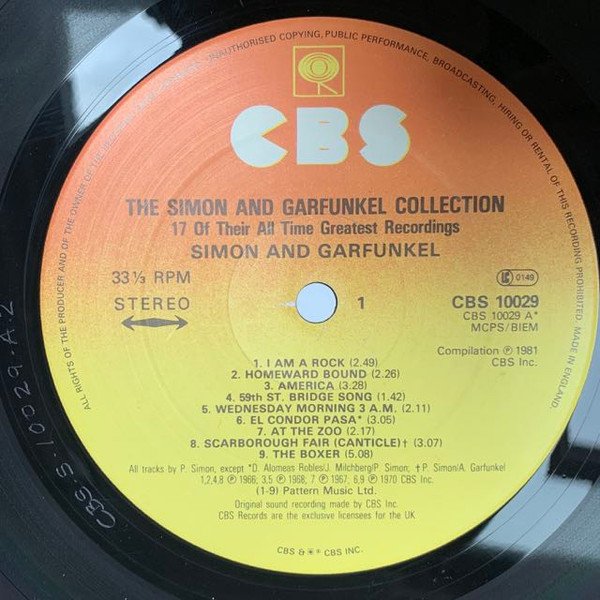 ALL RIGHTS OF THE PRODUCER AND OF THE OWNER OF THE
UNAUTHORISED COPYING, PUBLIC PERFORMANCE, BROADCASTING, HIRING OR RENTAL OF THIS RECORDING PROHIBITED. MADE IN ENGLAND.
CBS
THE SIMON AND GARFUNKEL COLLECTION
17 Of Their All Time Greatest Recordings
SIMON AND GARFUNKEL
33⅓ RPM
LC 0149
STEREO
1
CBS 10029
CBS 10029 A*
MCPS/BIEM
Compilation ℗ 1981
CBS Inc.
1. I AM A ROCK (2.49)
2. HOMEWARD BOUND (2.26)
3. AMERICA (3.28)
4. 59th ST. BRIDGE SONG (1.42)
5. WEDNESDAY MORNING 3 A.M. (2.11)
6. EL CONDOR PASA* (3.05)
7. AT THE ZOO (2.17)
8. SCARBOROUGH FAIR (CANTICLE)† (3.07)
9. THE BOXER (5.08)
All tracks by P. Simon, except *D. Alomeas Robles/J. Milchberg/P. Simon; †P. Simon/A. Garfunkel
1,2,4,8 ℗ 1966; 3,5 ℗ 1968; 7 ℗ 1967; 6,9 ℗ 1970 CBS Inc.
(1-9) Pattern Music Ltd.
Original sound recording made by CBS Inc.
CBS Records are the exclusive licensees for the UK
CBS & ® CBS INC.
CBS-S-10029-A-2